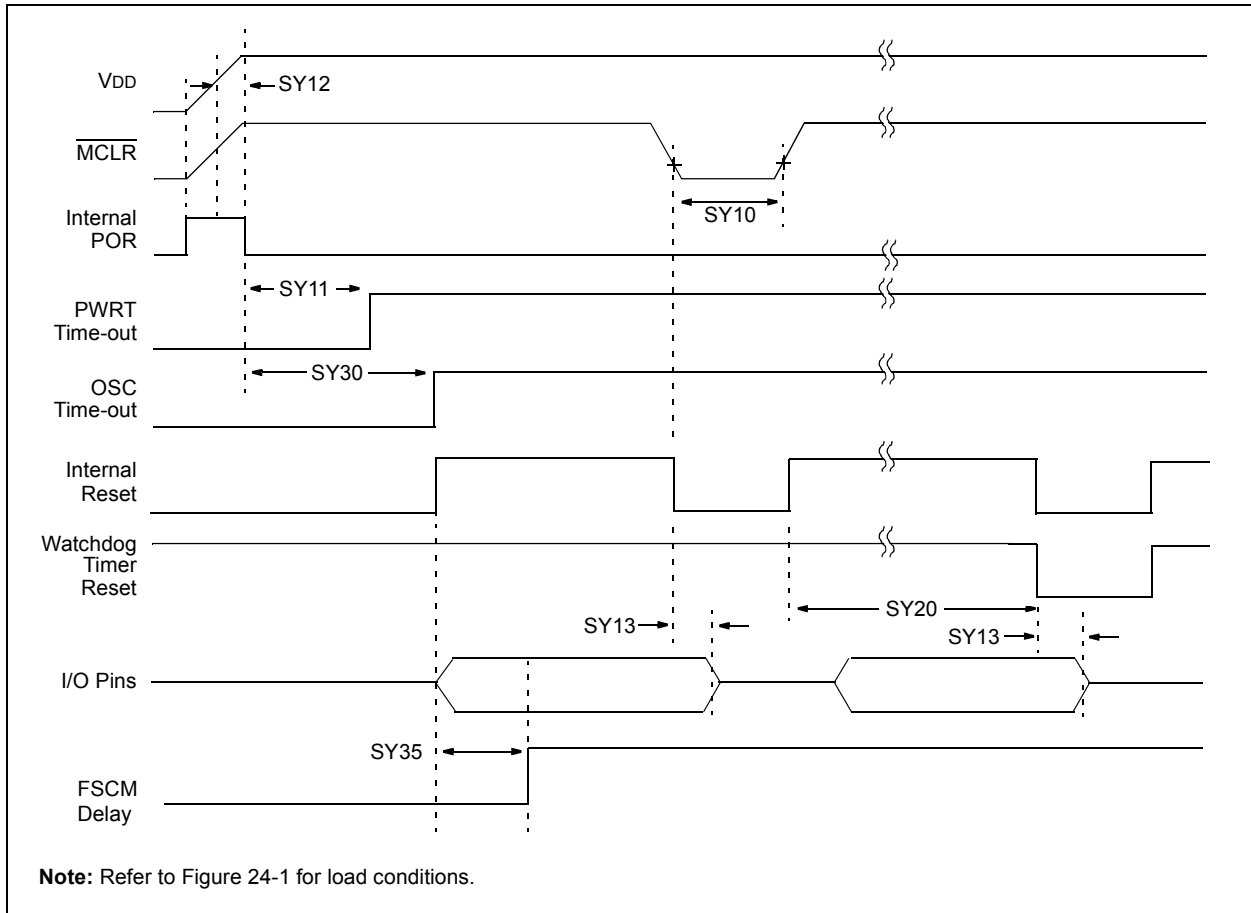 VDD
SY12
MCLR
SY10
Internal
POR
SY11
PWRT
Time-out
SY30
OSC
Time-out
Internal
Reset
Watchdog
Timer
Reset
SY20
SY13
SY13
I/O Pins
SY35
FSCM
Delay
Note: Refer to Figure 24-1 for load conditions.